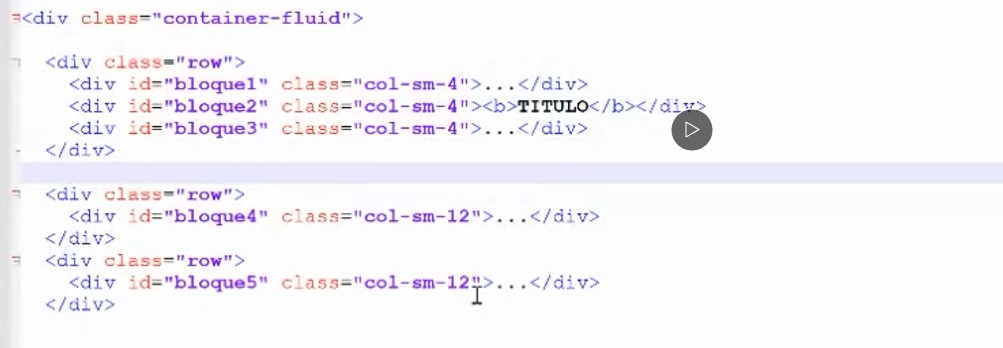 <div class="container-fluid">
<div class="row">
<div id="bloque1" class="col-sm-4">...</div>
<div id="bloque2" class="col-sm-4"><b>TITULO</b></div>
<div id="bloque3" class="col-sm-4">...</div>
</div>
<div class="row">
<div id="bloque4" class="col-sm-12">...</div>
</div>
<div class="row">
<div id="bloque5" class="col-sm-12">...</div>
</div>